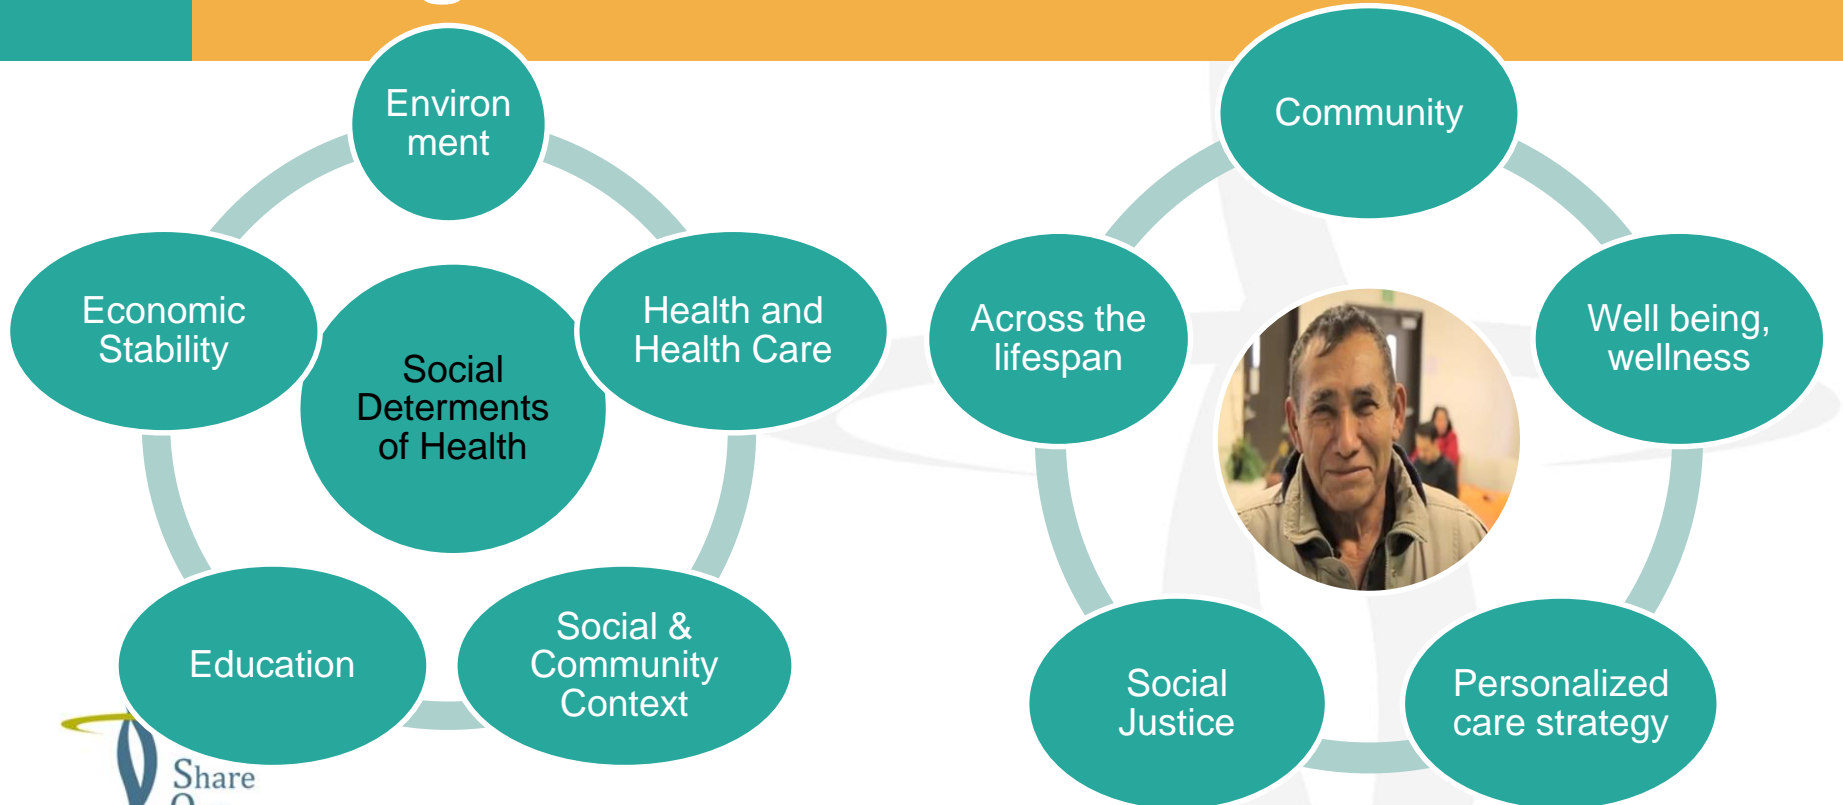 Environ
ment
Economic
Stability
Health and
Health Care
Social
Determents
of Health
Education
Social &
Community
Context
Community
Across the
lifespan
Well being,
wellness
Social
Justice
Personalized
care strategy
Share